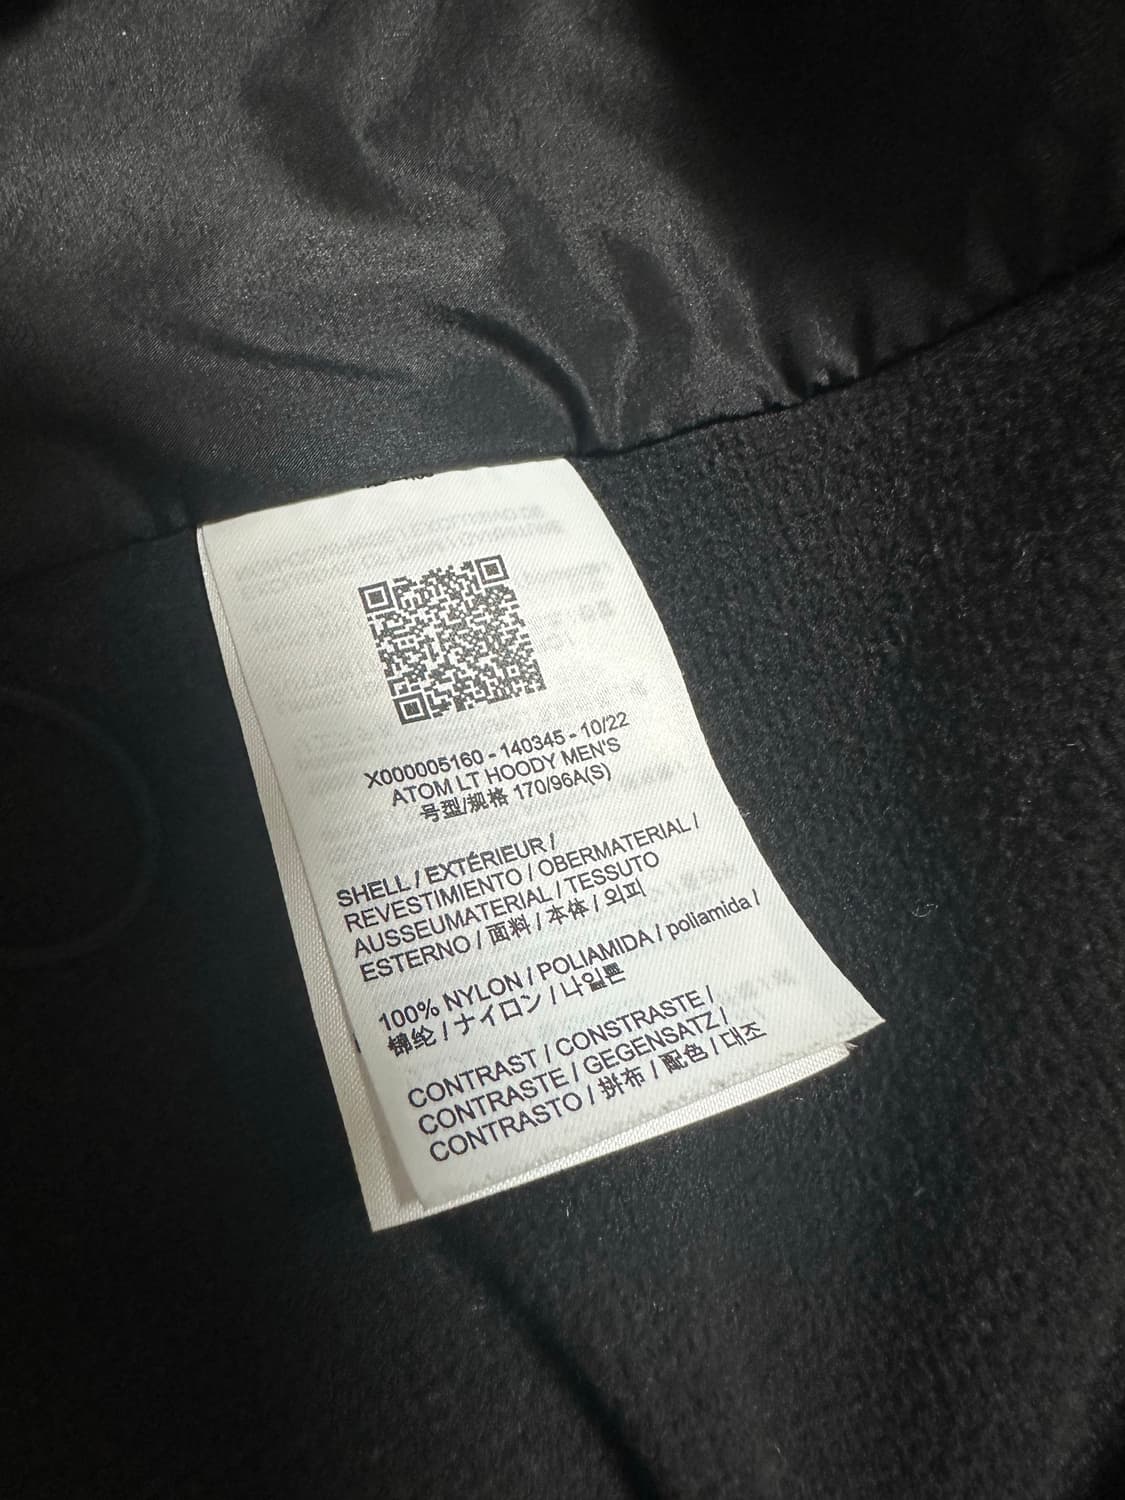 X000005160 - 140345 - 10/22
ATOM LT HOODY MEN'S
号型/规格 170/96A(S)
SHELL / EXTÉRIEUR /
REVESTIMIENTO / OBERMATERIAL /
AUSSEUMATERIAL / TESSUTO
ESTERNO / 面料 / 本体 / 외피
100% NYLON / POLIAMIDA / poliamida /
锦纶 / ナイロン / 나일론
CONTRAST / CONSTRASTE /
CONTRASTE / GEGENSATZ /
CONTRASTO / 拼布 / 配色 / 대조